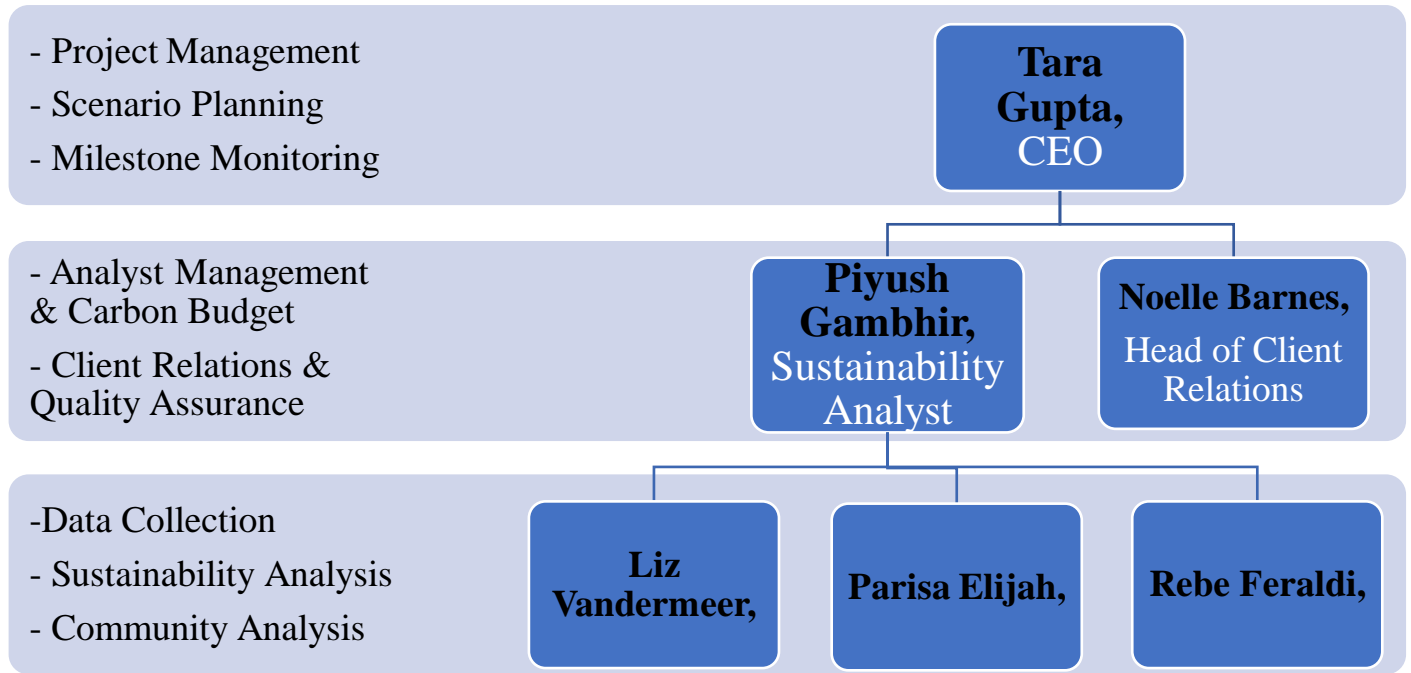 - Project Management
- Scenario Planning
- Milestone Monitoring
Tara
Gupta,
CEO
- Analyst Management
& Carbon Budget
- Client Relations &
Quality Assurance
Piyush
Gambhir,
Sustainability
Analyst
Noelle Barnes,
Head of Client
Relations
-Data Collection
- Sustainability Analysis
- Community Analysis
Liz
Vandermeer,
Parisa Elijah,
Rebe Feraldi,